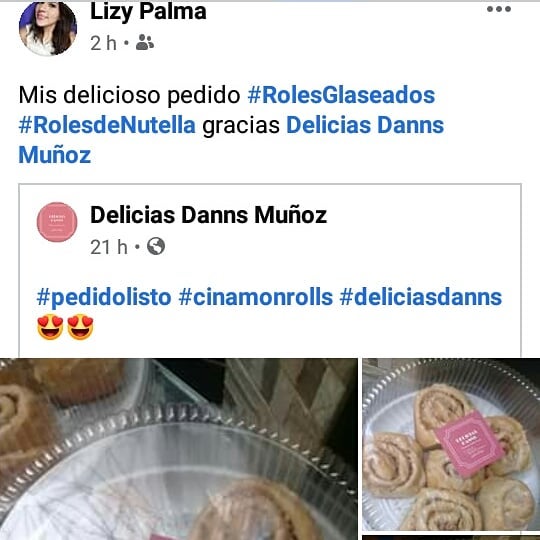 Lizy Palma
2 h •
Mis delicioso pedido #RolesGlaseados
#RolesdeNutella gracias Delicias Danns
Muñoz
Delicias Danns Muñoz
21 h •
#pedidolisto #cinamonrolls #deliciasdanns
😍😍